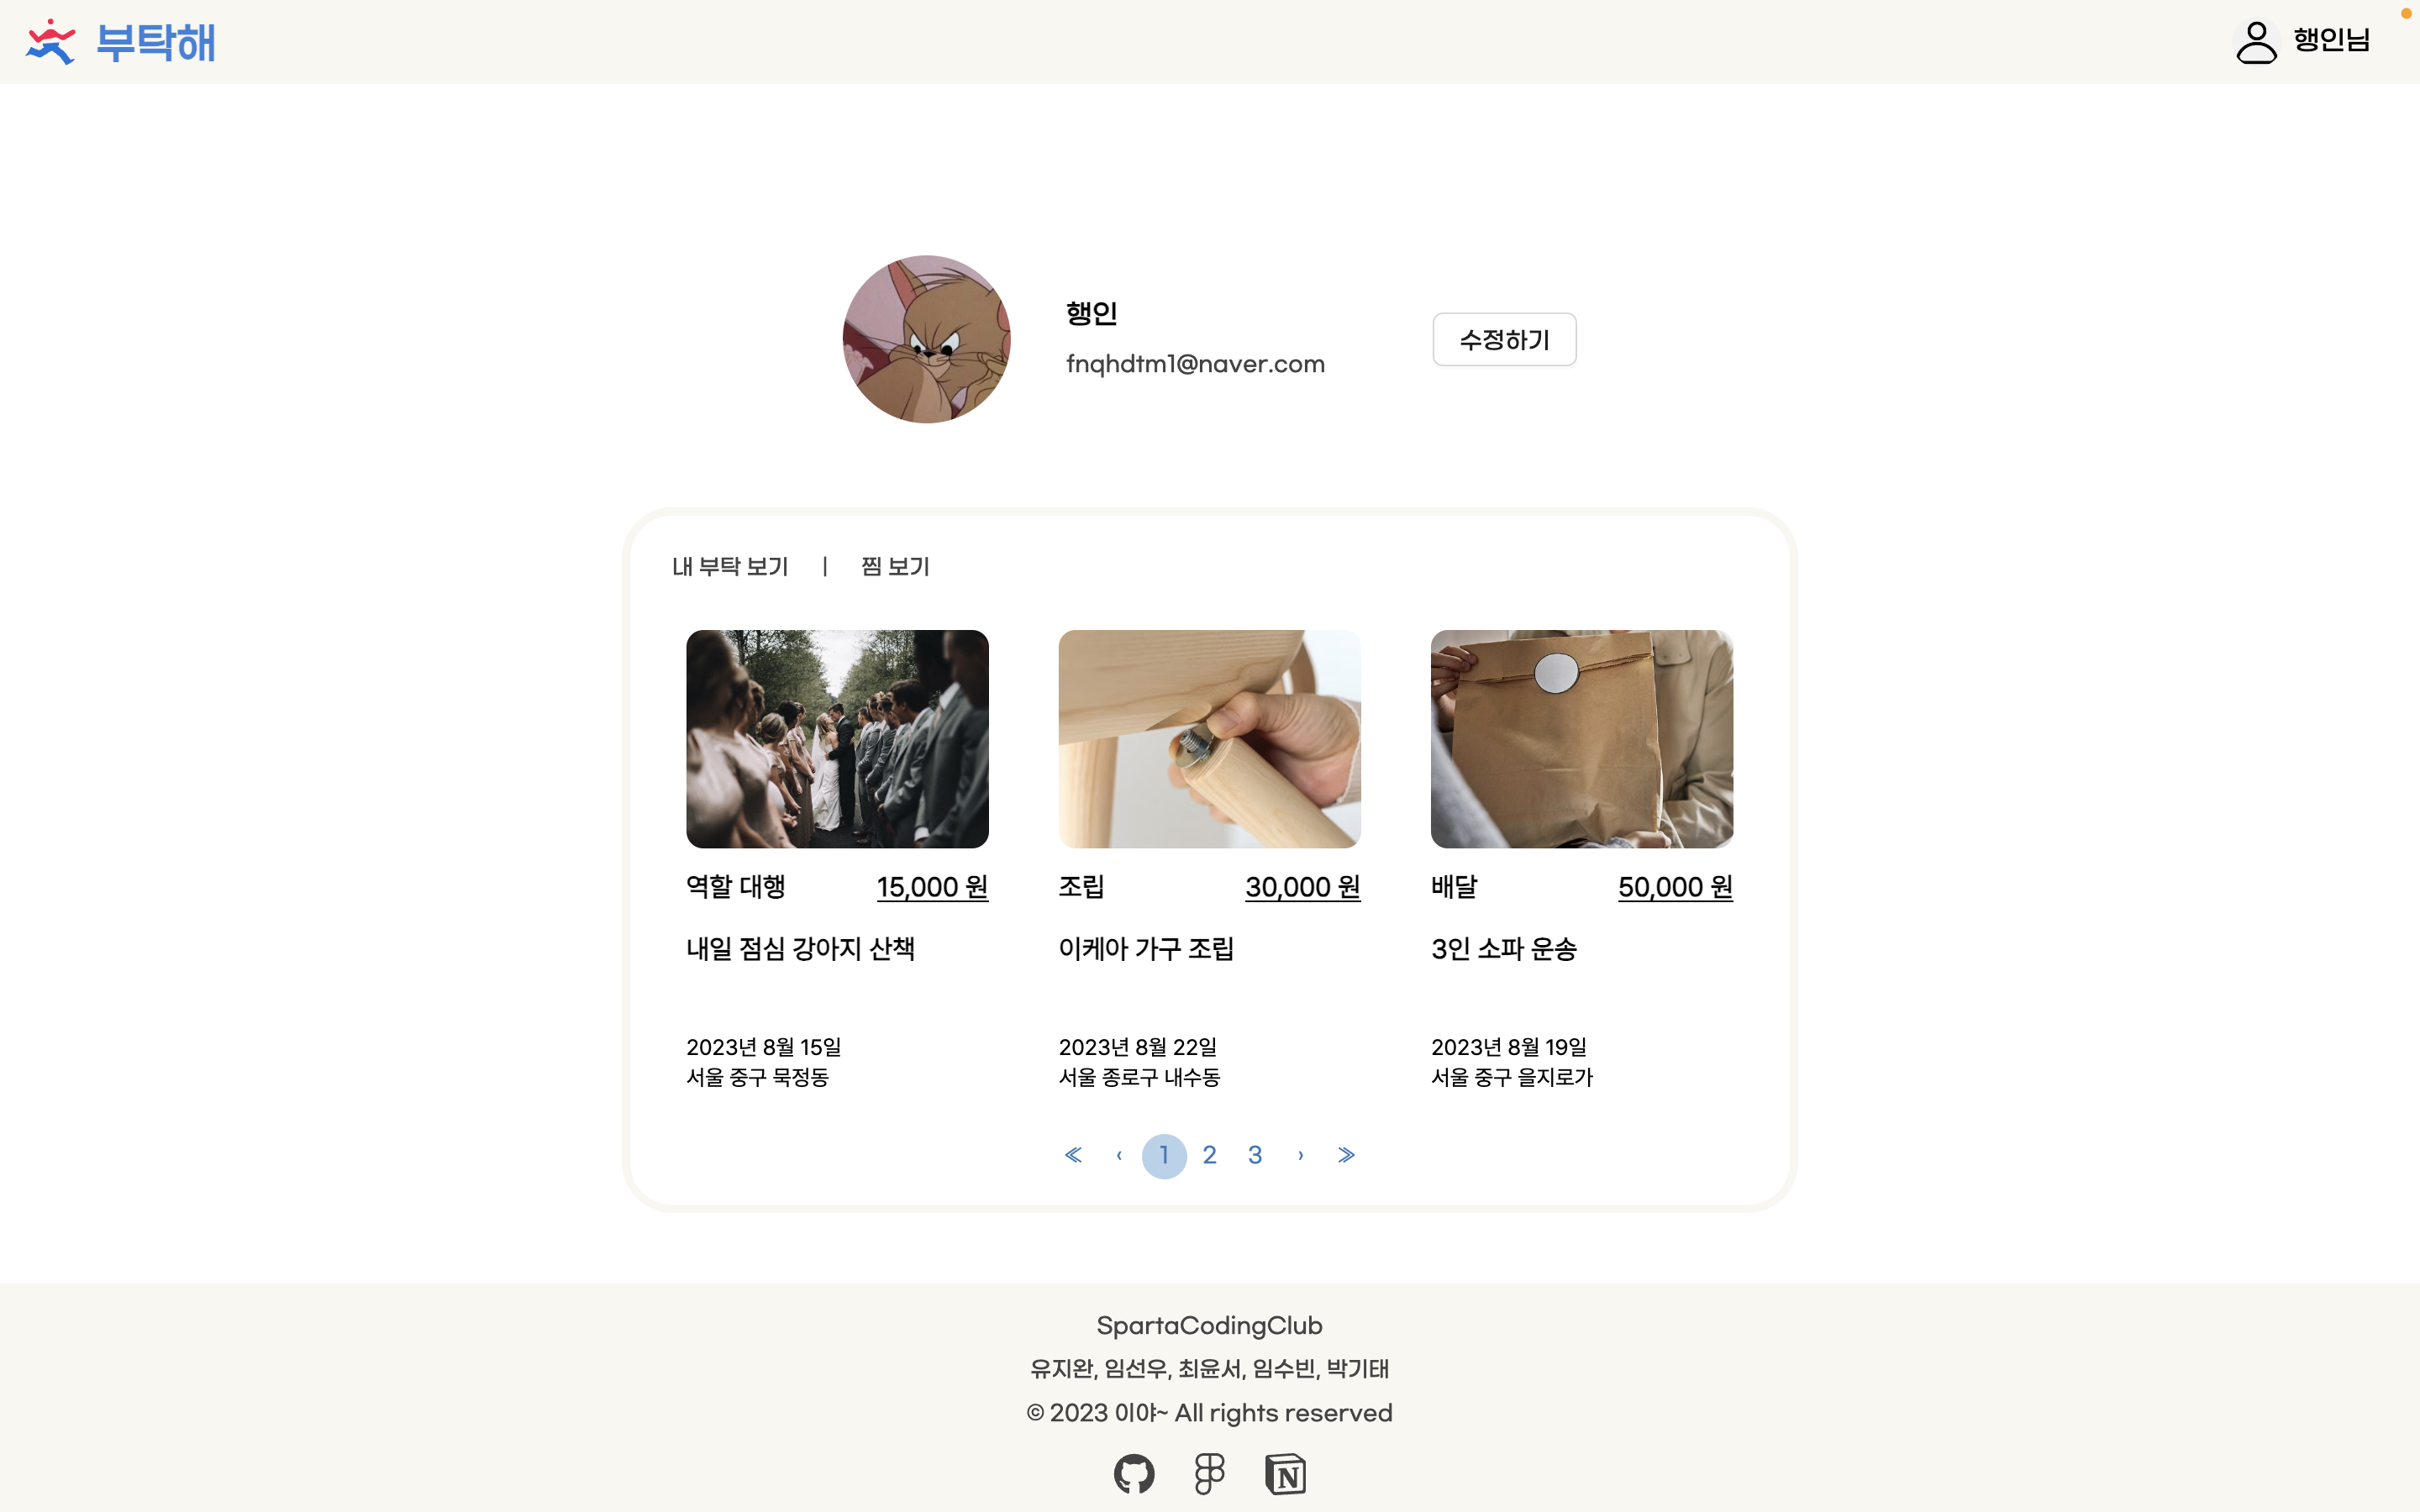 부탁해
행인님
행인
fnqhdtm1@naver.com
수정하기
내 부탁 보기 | 찜 보기
역할 대행 15,000 원
내일 점심 강아지 산책
2023년 8월 15일
서울 중구 묵정동
조립 30,000 원
이케아 가구 조립
2023년 8월 22일
서울 종로구 내수동
배달 50,000 원
3인 소파 운송
2023년 8월 19일
서울 중구 을지로가
≪ ‹ 1 2 3 › ≫
SpartaCodingClub
유지완, 임선우, 최윤서, 임수빈, 박기태
© 2023 이야~ All rights reserved
N